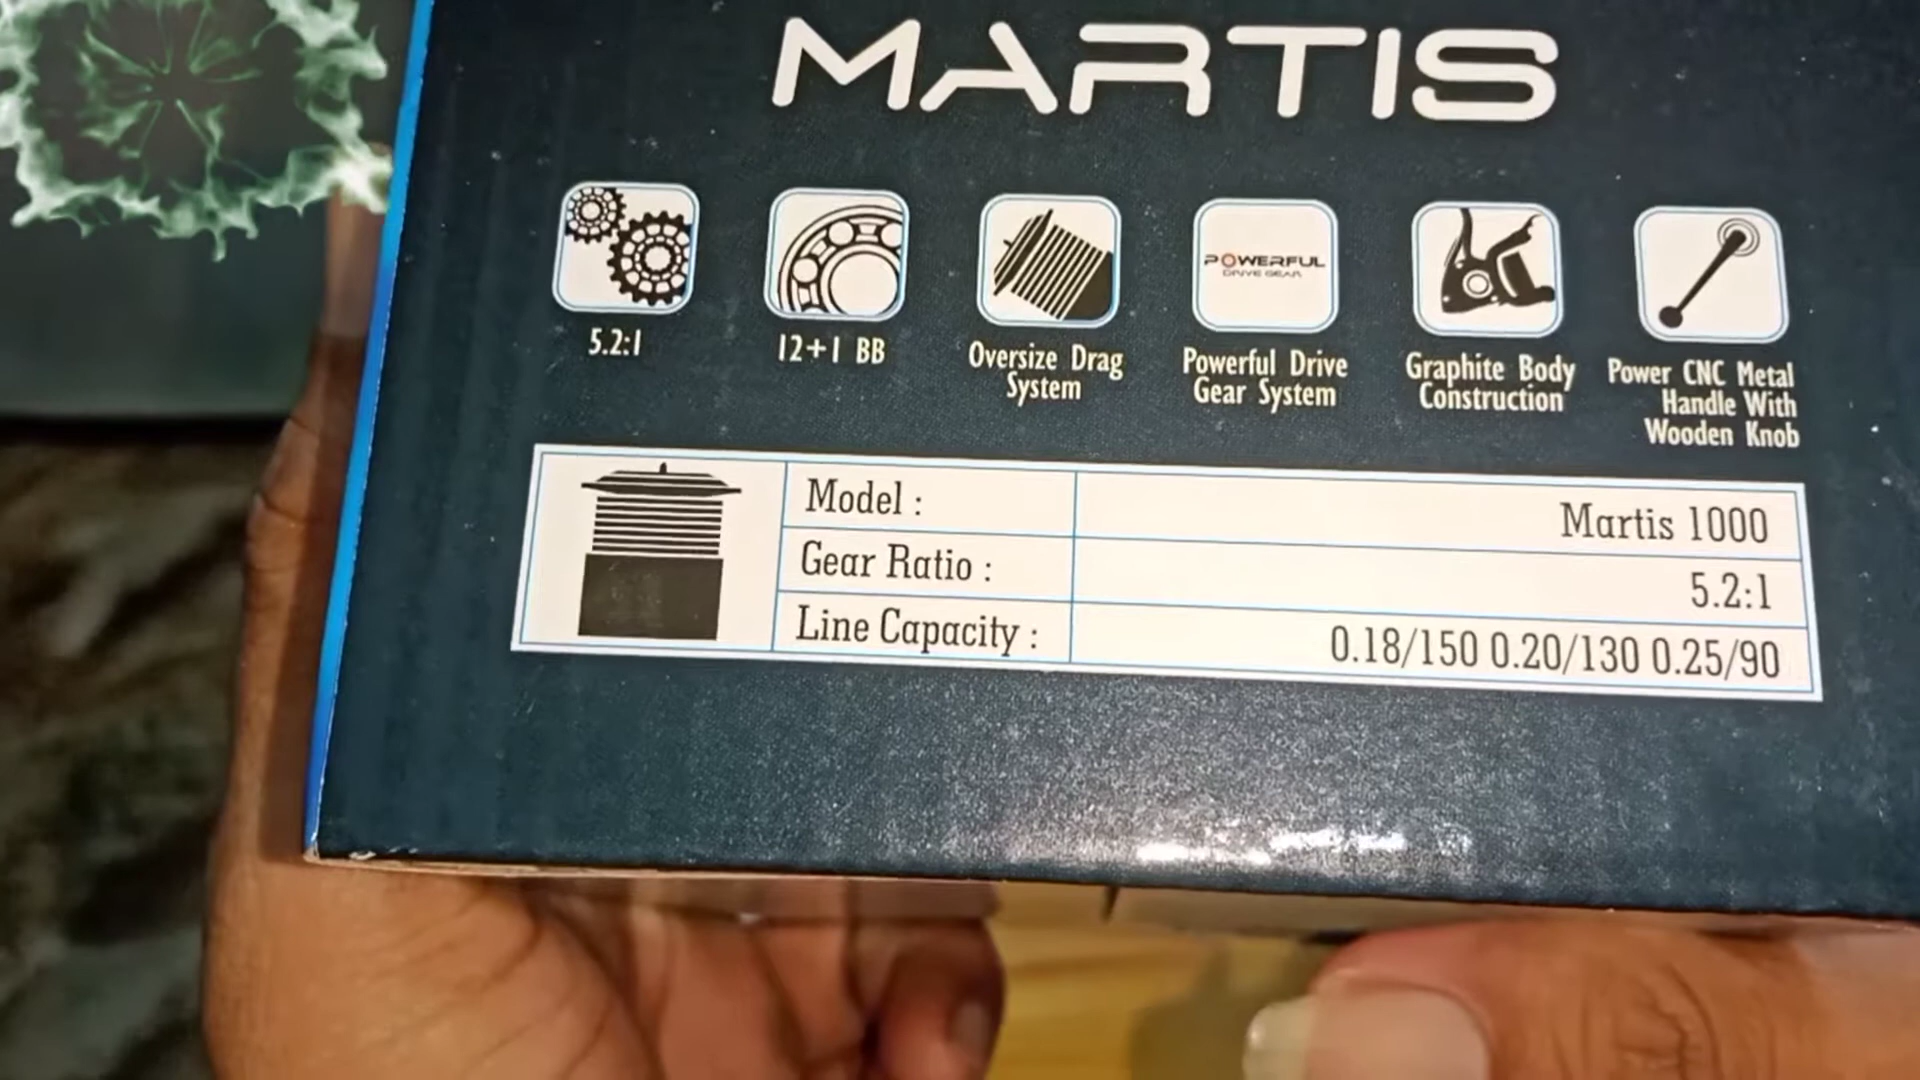 MARTIS
POWERFUL
DRIVE GEAR
5.2:1
12+1 BB
Oversize Drag
System
Powerful Drive
Gear System
Graphite Body
Construction
Power CNC Metal
Handle With
Wooden Knob
Model : Martis 1000
Gear Ratio : 5.2:1
Line Capacity : 0.18/150 0.20/130 0.25/90